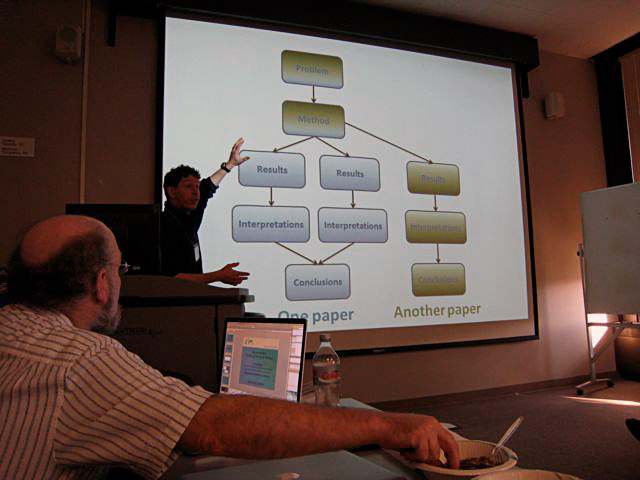 Problem
Method
Results
Results
Results
Interpretations
Interpretations
Interpretations
Conclusions
Conclusions
One paper
Another paper